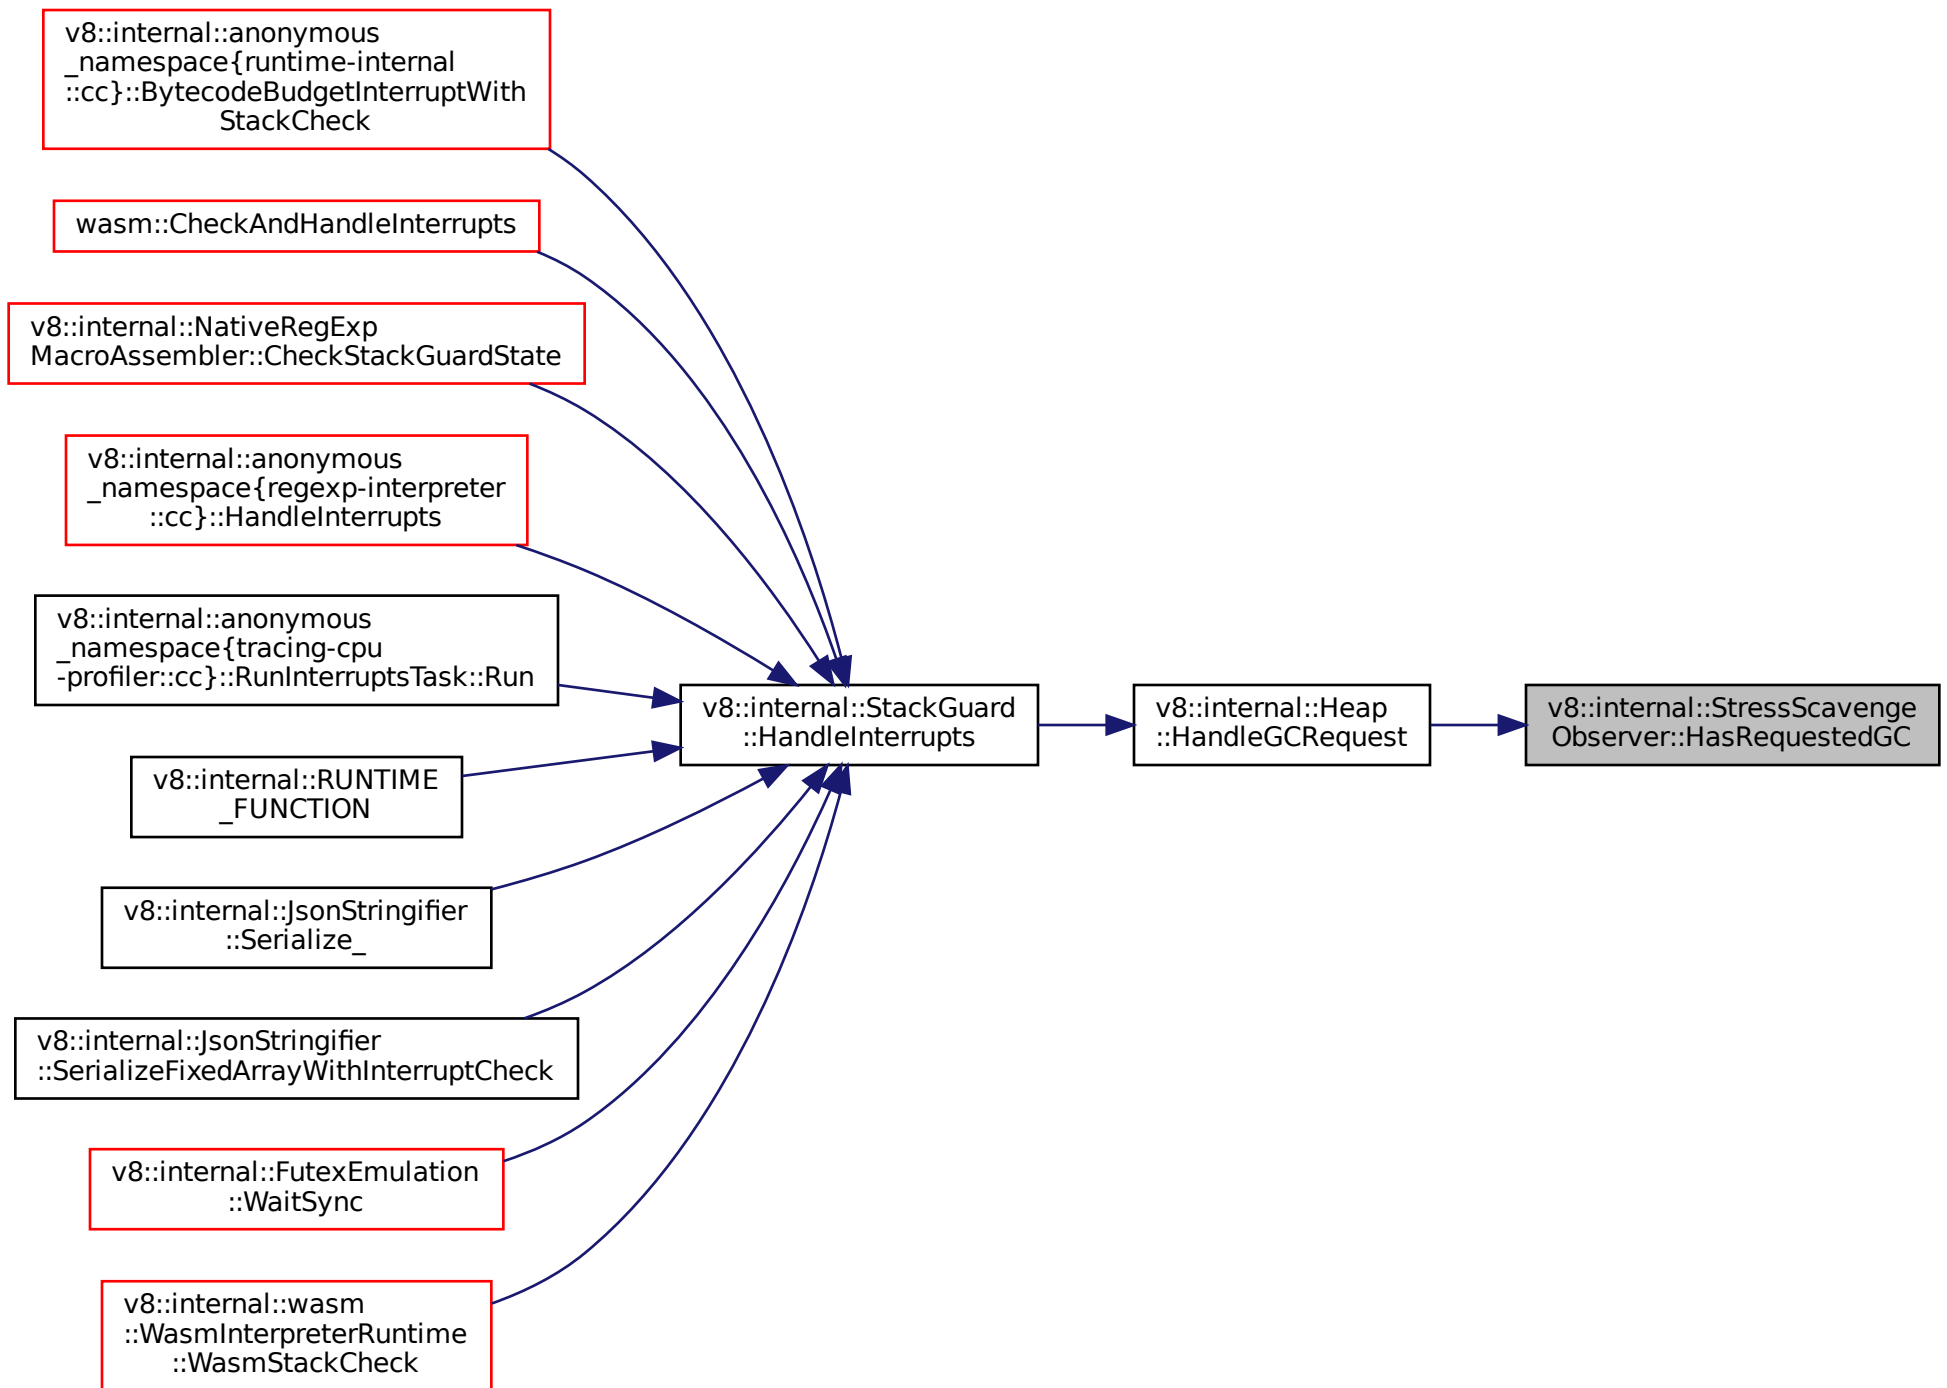 v8::internal::anonymous
_namespace{runtime-internal
::cc}::BytecodeBudgetInterruptWith
StackCheck
wasm::CheckAndHandleInterrupts
v8::internal::NativeRegExp
MacroAssembler::CheckStackGuardState
v8::internal::anonymous
_namespace{regexp-interpreter
::cc}::HandleInterrupts
v8::internal::anonymous
_namespace{tracing-cpu
-profiler::cc}::RunInterruptsTask::Run
v8::internal::RUNTIME
_FUNCTION
v8::internal::JsonStringifier
::Serialize_
v8::internal::JsonStringifier
::SerializeFixedArrayWithInterruptCheck
v8::internal::FutexEmulation
::WaitSync
v8::internal::wasm
::WasmInterpreterRuntime
::WasmStackCheck
v8::internal::StackGuard
::HandleInterrupts
v8::internal::Heap
::HandleGCRequest
v8::internal::StressScavenge
Observer::HasRequestedGC